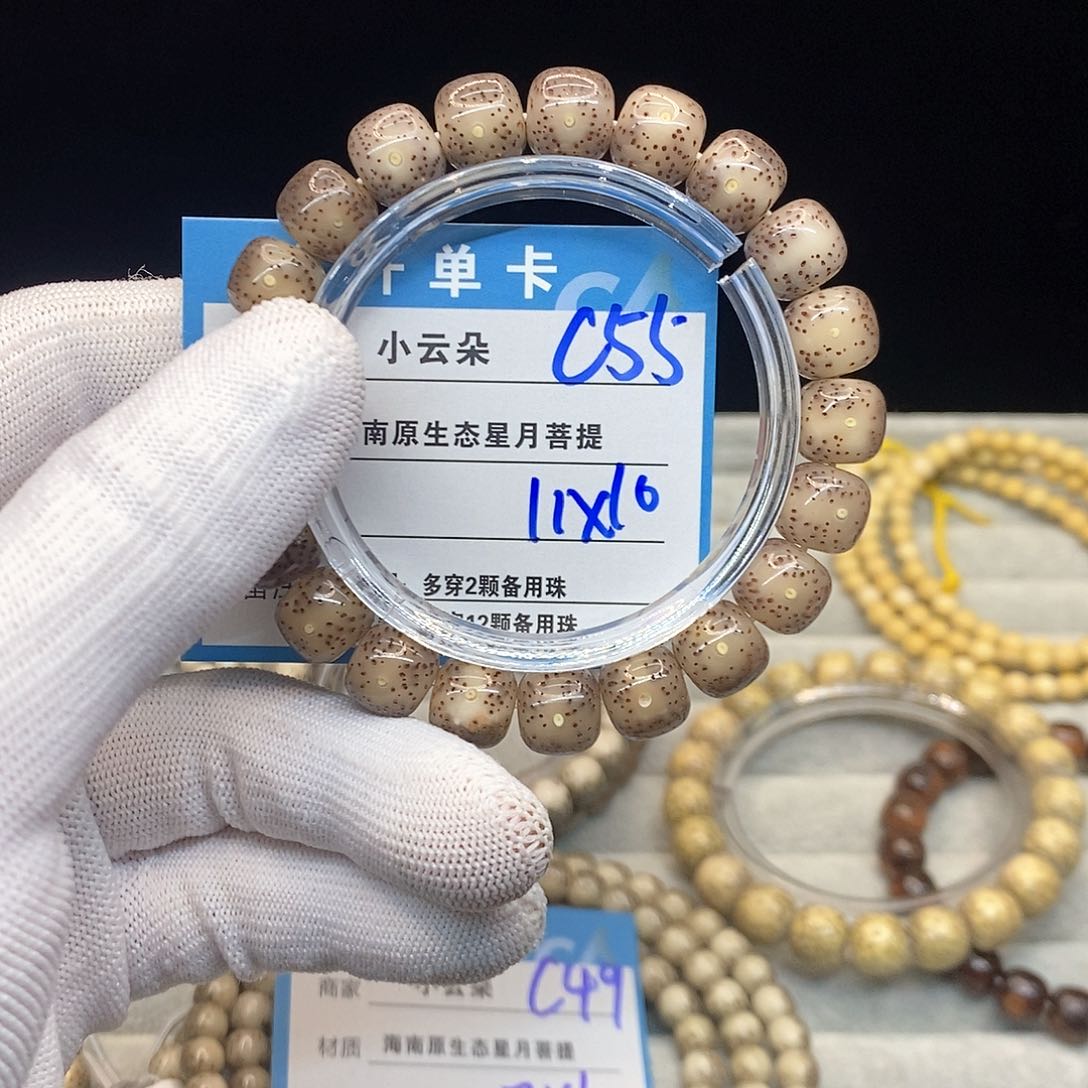 单卡
小云朵 C55
南原生态星月菩提
11X10
多穿2颗备用珠
12颗备用珠
C49
商家 小云朵
材质 海南原生态星月菩提